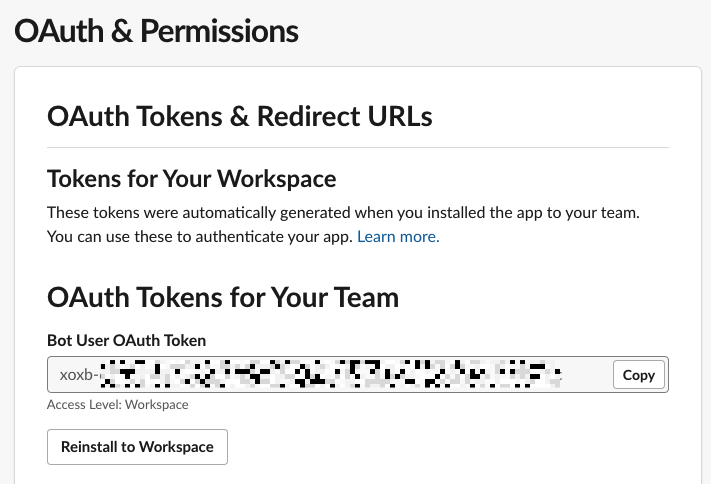 OAuth & Permissions
OAuth Tokens & Redirect URLs
Tokens for Your Workspace
These tokens were automatically generated when you installed the app to your team.
You can use these to authenticate your app. Learn more.
OAuth Tokens for Your Team
Bot User OAuth Token
xoxb-
Copy
Access Level: Workspace
Reinstall to Workspace